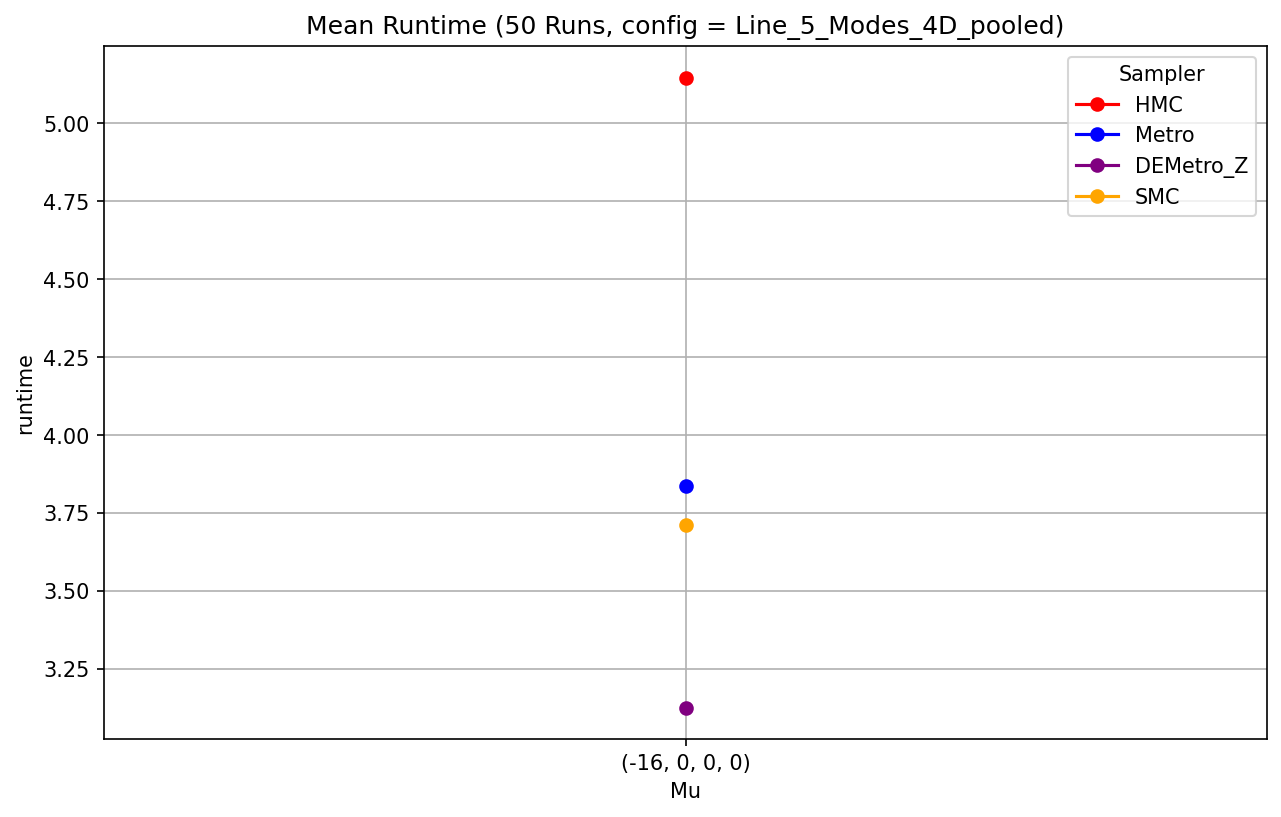 Mean Runtime (50 Runs, config = Line_5_Modes_4D_pooled)
Sampler
HMC
Metro
DEMetro_Z
SMC
runtime
5.00
4.75
4.50
4.25
4.00
3.75
3.50
3.25
(-16, 0, 0, 0)
Mu